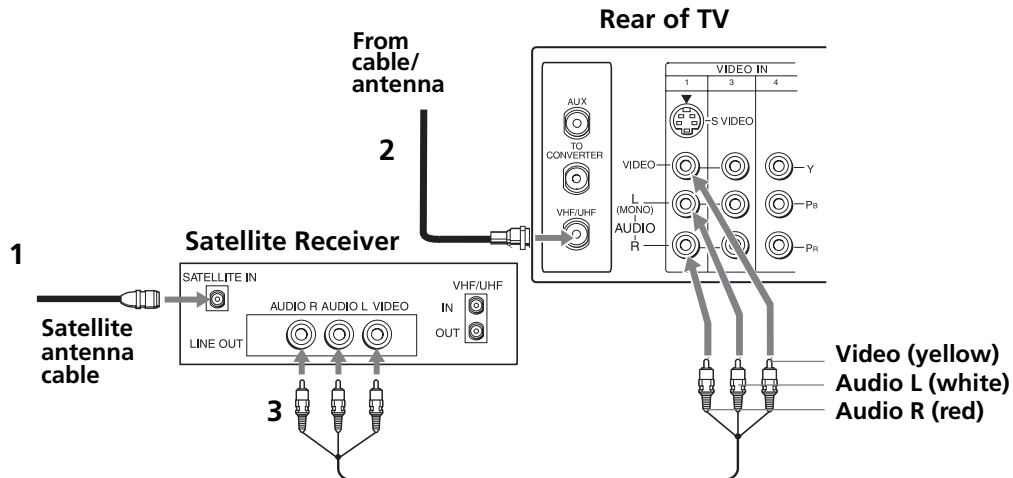 Rear of TV
From
cable/
antenna
VIDEO IN
1 3 4
AUX
S VIDEO
2
TO
CONVERTER
VIDEO
Y
L
(MONO)
PB
VHF/UHF
AUDIO
R
PR
1
Satellite Receiver
SATELLITE IN
VHF/UHF
AUDIO R AUDIO L VIDEO
IN
LINE OUT
OUT
Satellite
antenna
cable
3
Video (yellow)
Audio L (white)
Audio R (red)